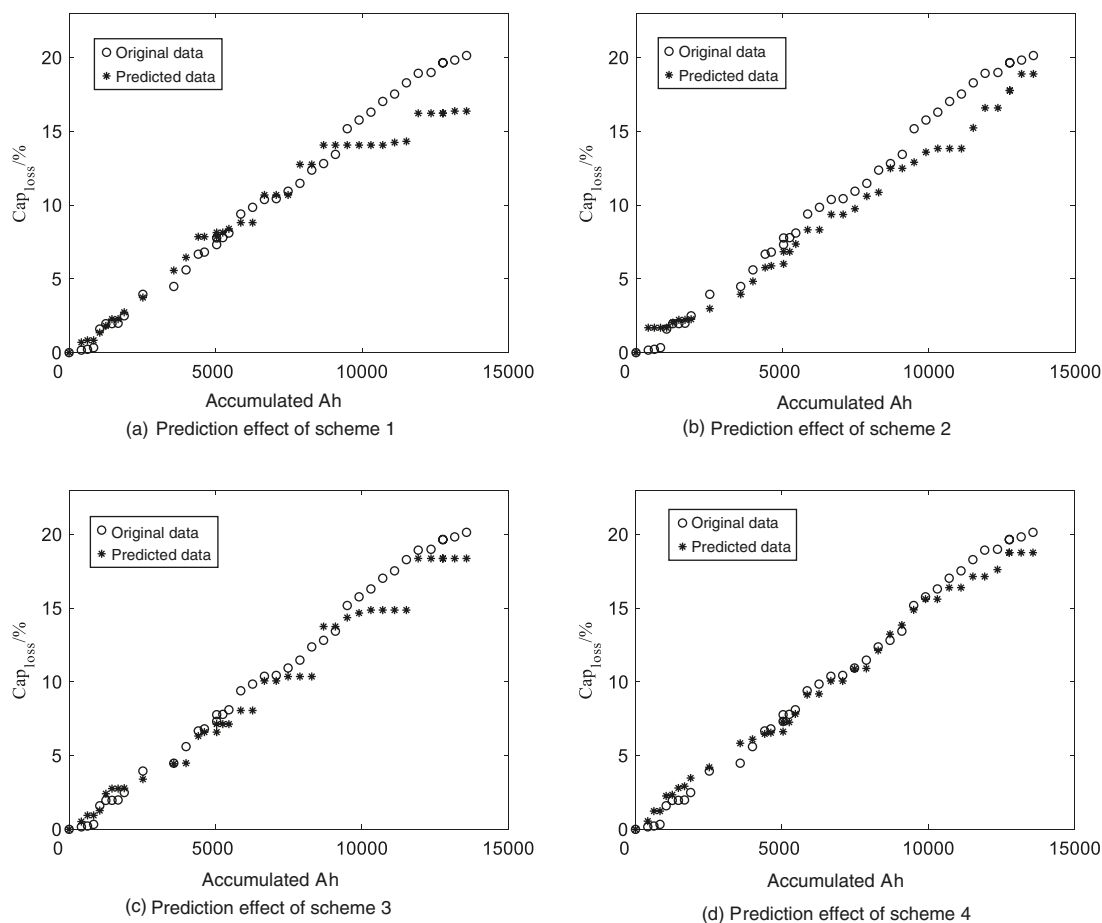 Original data
Predicted data
20
15
10
5
0
Cap_loss/%
0 5000 10000 15000
Accumulated Ah
(a) Prediction effect of scheme 1
Original data
Predicted data
20
15
10
5
0
Cap_loss/%
0 5000 10000 15000
Accumulated Ah
(b) Prediction effect of scheme 2
Original data
Predicted data
20
15
10
5
0
Cap_loss/%
0 5000 10000 15000
Accumulated Ah
(c) Prediction effect of scheme 3
Original data
Predicted data
20
15
10
5
0
Cap_loss/%
0 5000 10000 15000
Accumulated Ah
(d) Prediction effect of scheme 4